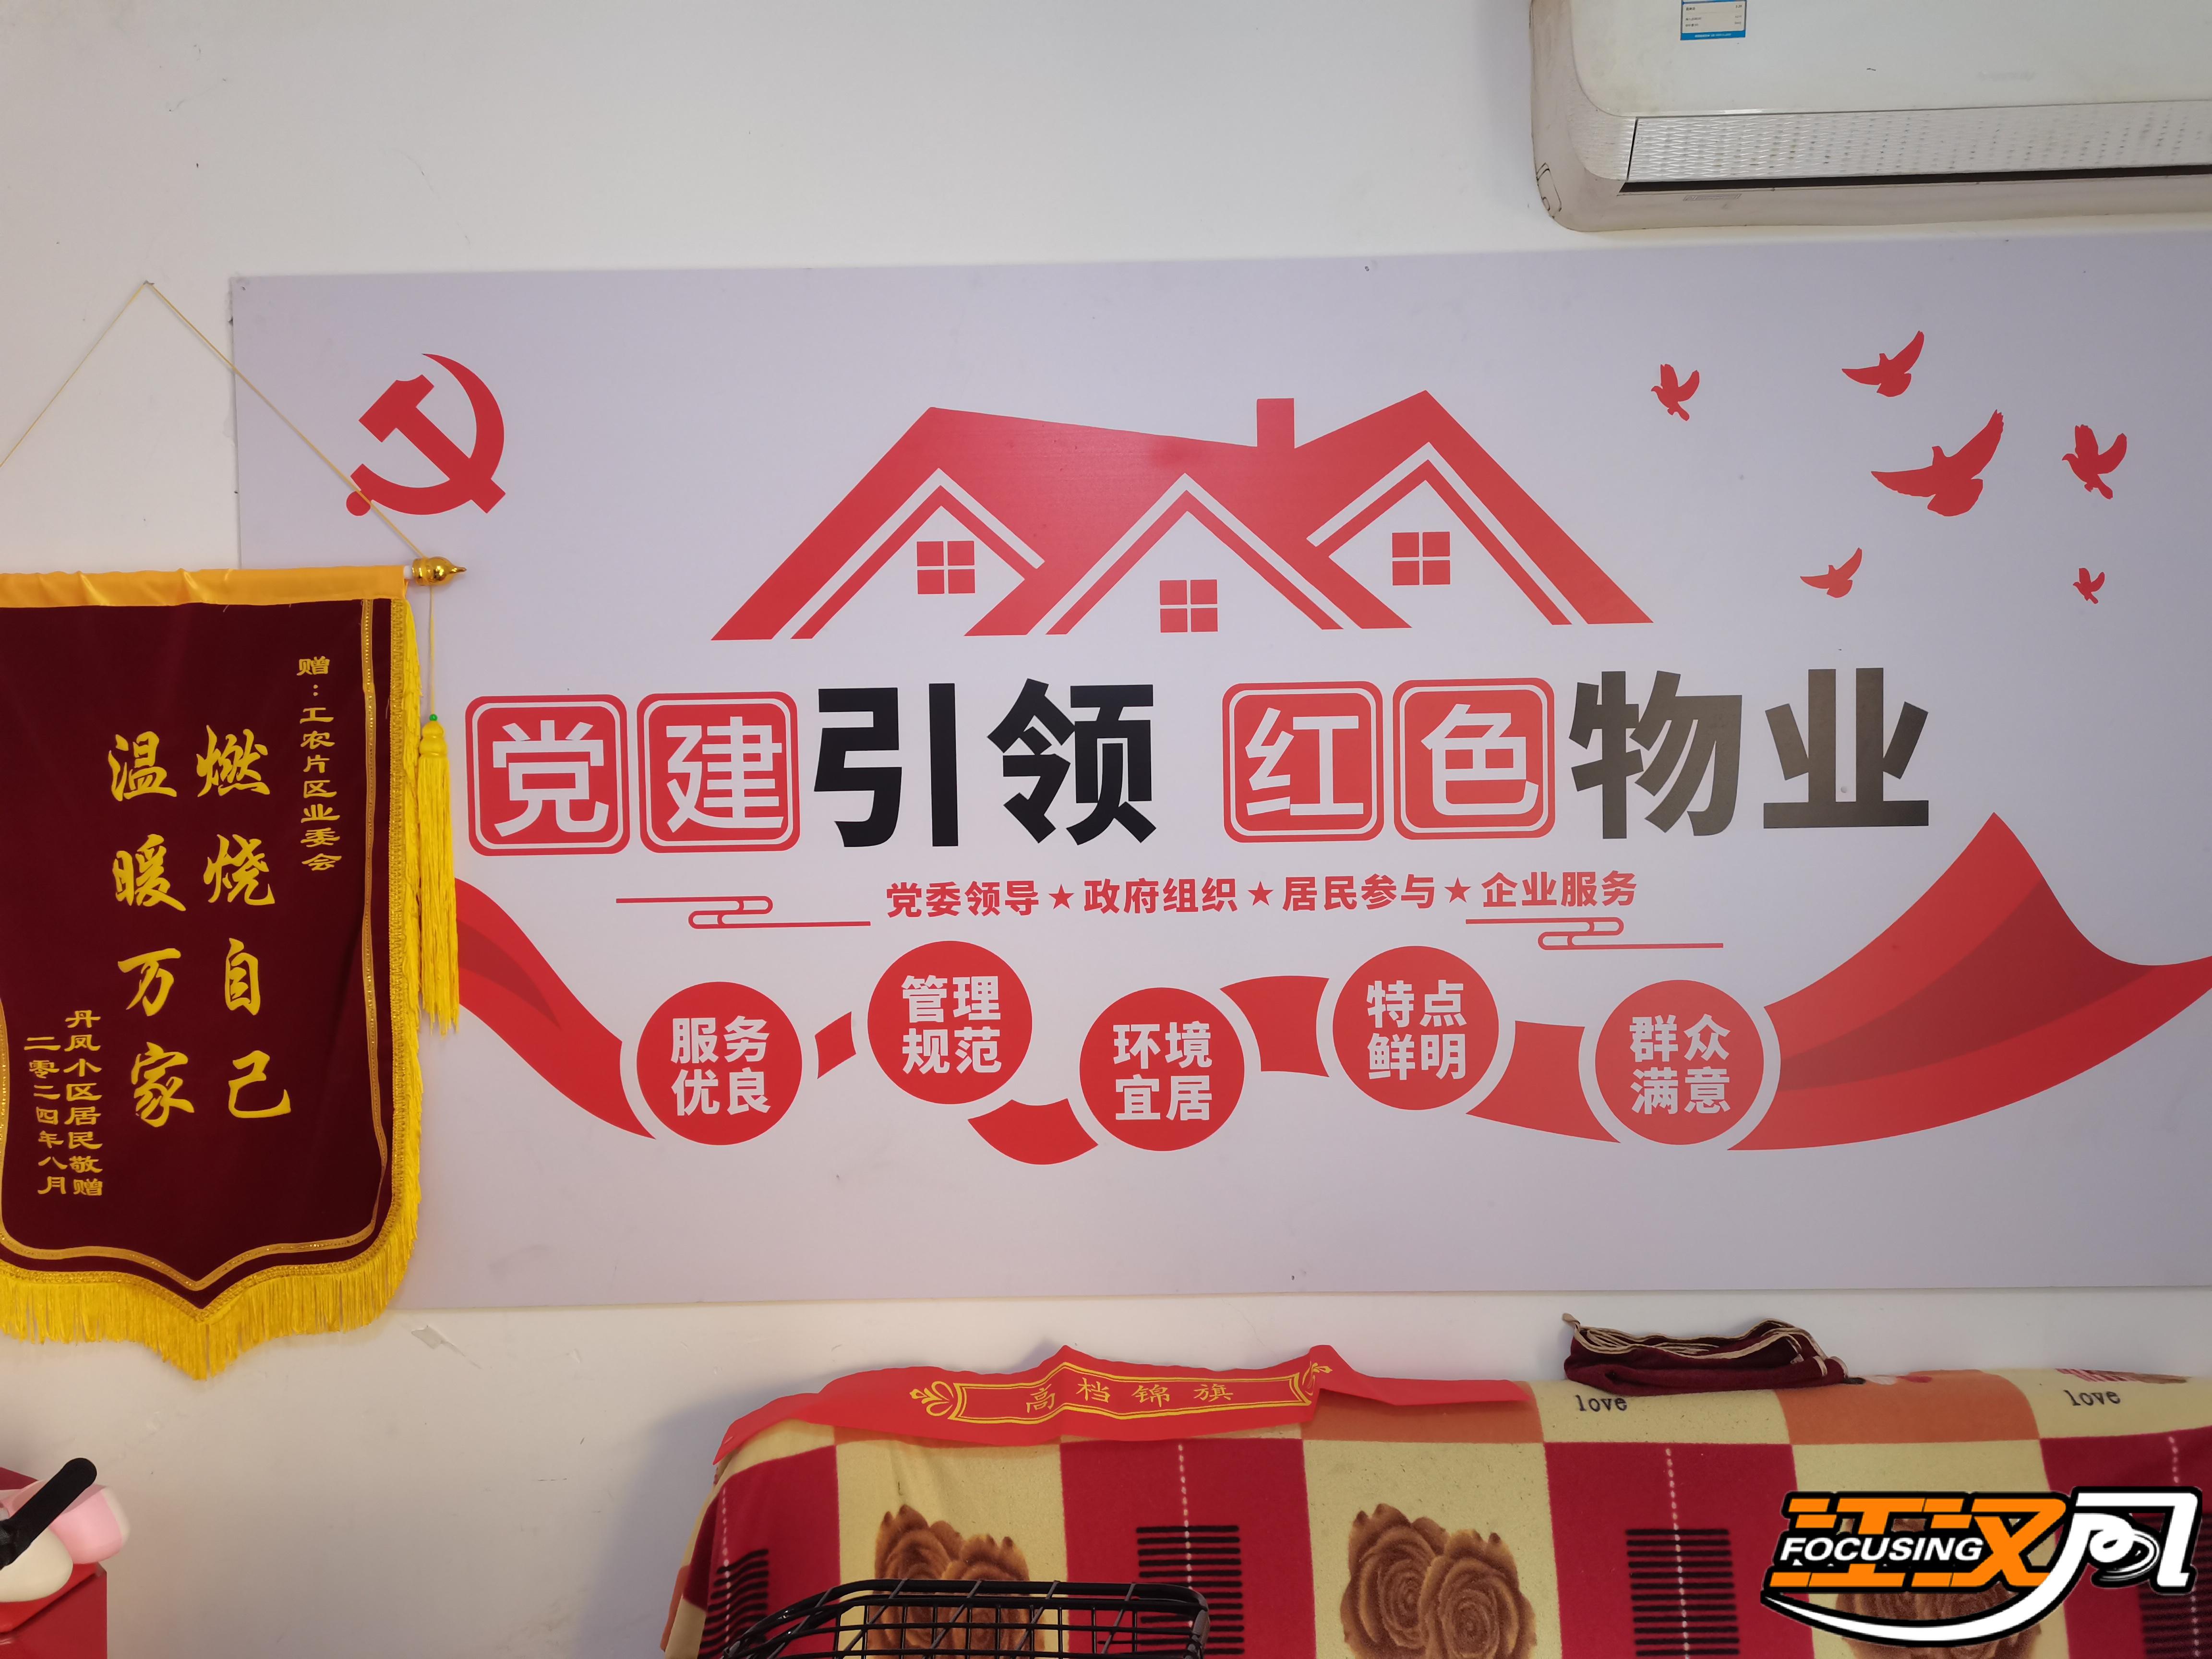 赠：工农片区业委会
燃烧自己
温暖万家
丹凤小区居民敬赠
二零二四年八月
党建引领 红色物业
党委领导★政府组织★居民参与★企业服务
服务
优良
管理
规范
环境
宜居
特点
鲜明
群众
满意
高档锦旗
love
love
江汉风
FOCUSING